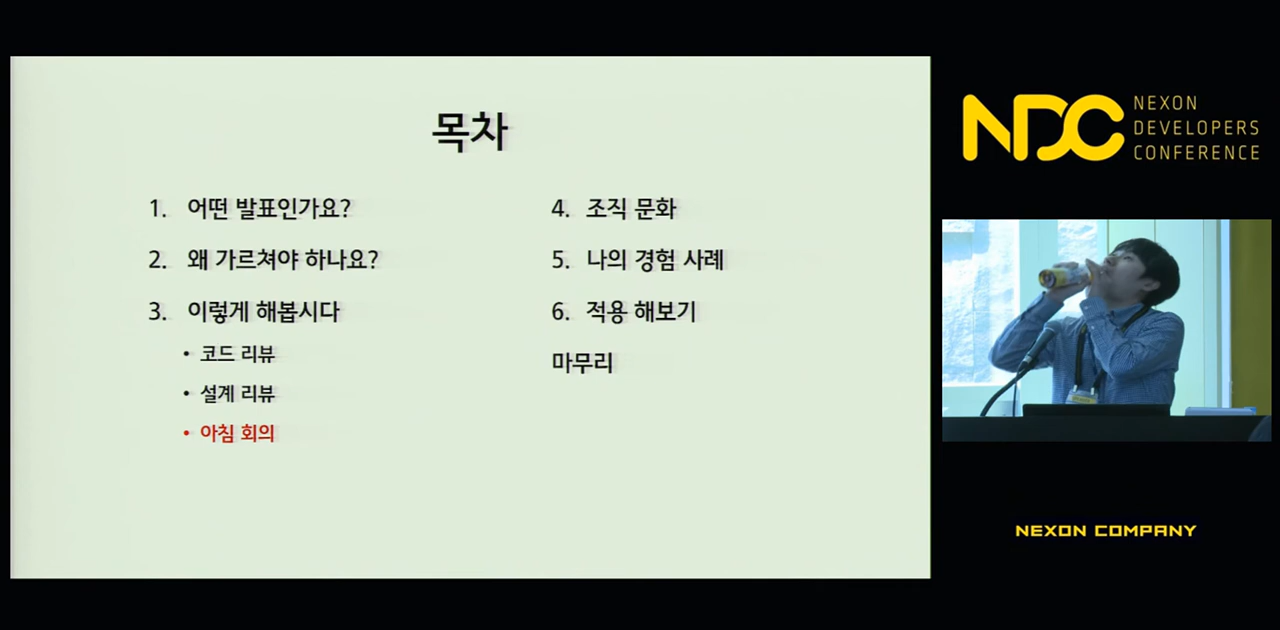 목차
1. 어떤 발표인가요?
2. 왜 가르쳐야 하나요?
3. 이렇게 해봅시다
• 코드 리뷰
• 설계 리뷰
• 아침 회의
4. 조직 문화
5. 나의 경험 사례
6. 적용 해보기
마무리
NDC
NEXON
DEVELOPERS
CONFERENCE
NEXON COMPANY